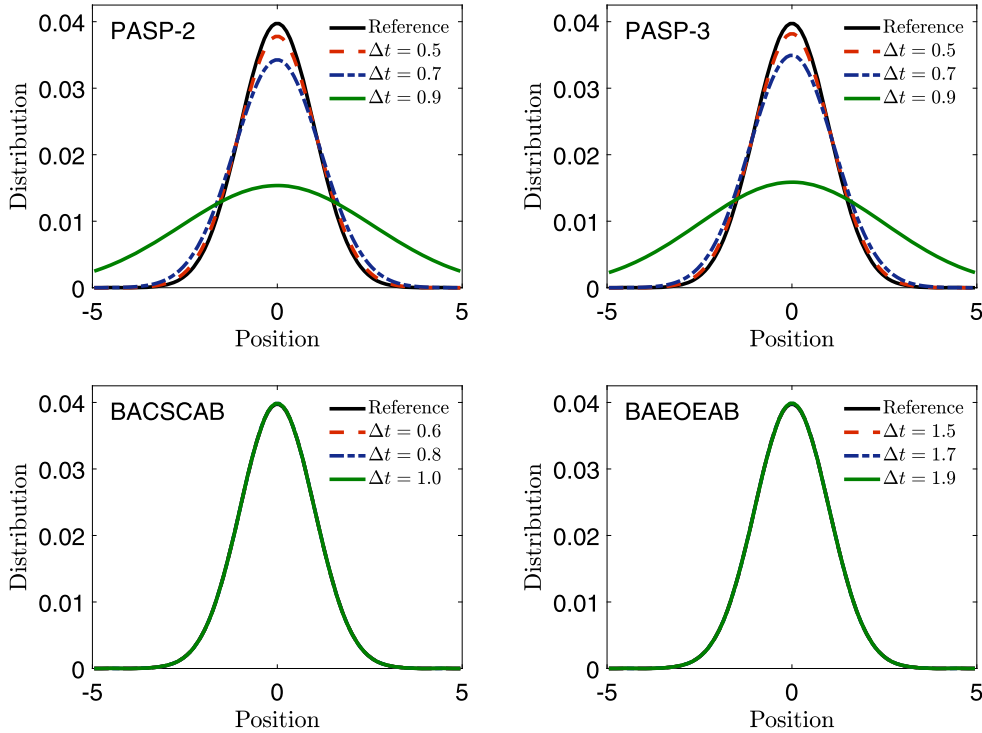 PASP-2
Reference
Δt = 0.5
Δt = 0.7
Δt = 0.9
0.04
0.03
0.02
0.01
0
Distribution
-5
0
5
Position
PASP-3
Reference
Δt = 0.5
Δt = 0.7
Δt = 0.9
0.04
0.03
0.02
0.01
0
Distribution
-5
0
5
Position
BACSCAB
Reference
Δt = 0.6
Δt = 0.8
Δt = 1.0
0.04
0.03
0.02
0.01
0
Distribution
-5
0
5
Position
BAEOEAB
Reference
Δt = 1.5
Δt = 1.7
Δt = 1.9
0.04
0.03
0.02
0.01
0
Distribution
-5
0
5
Position